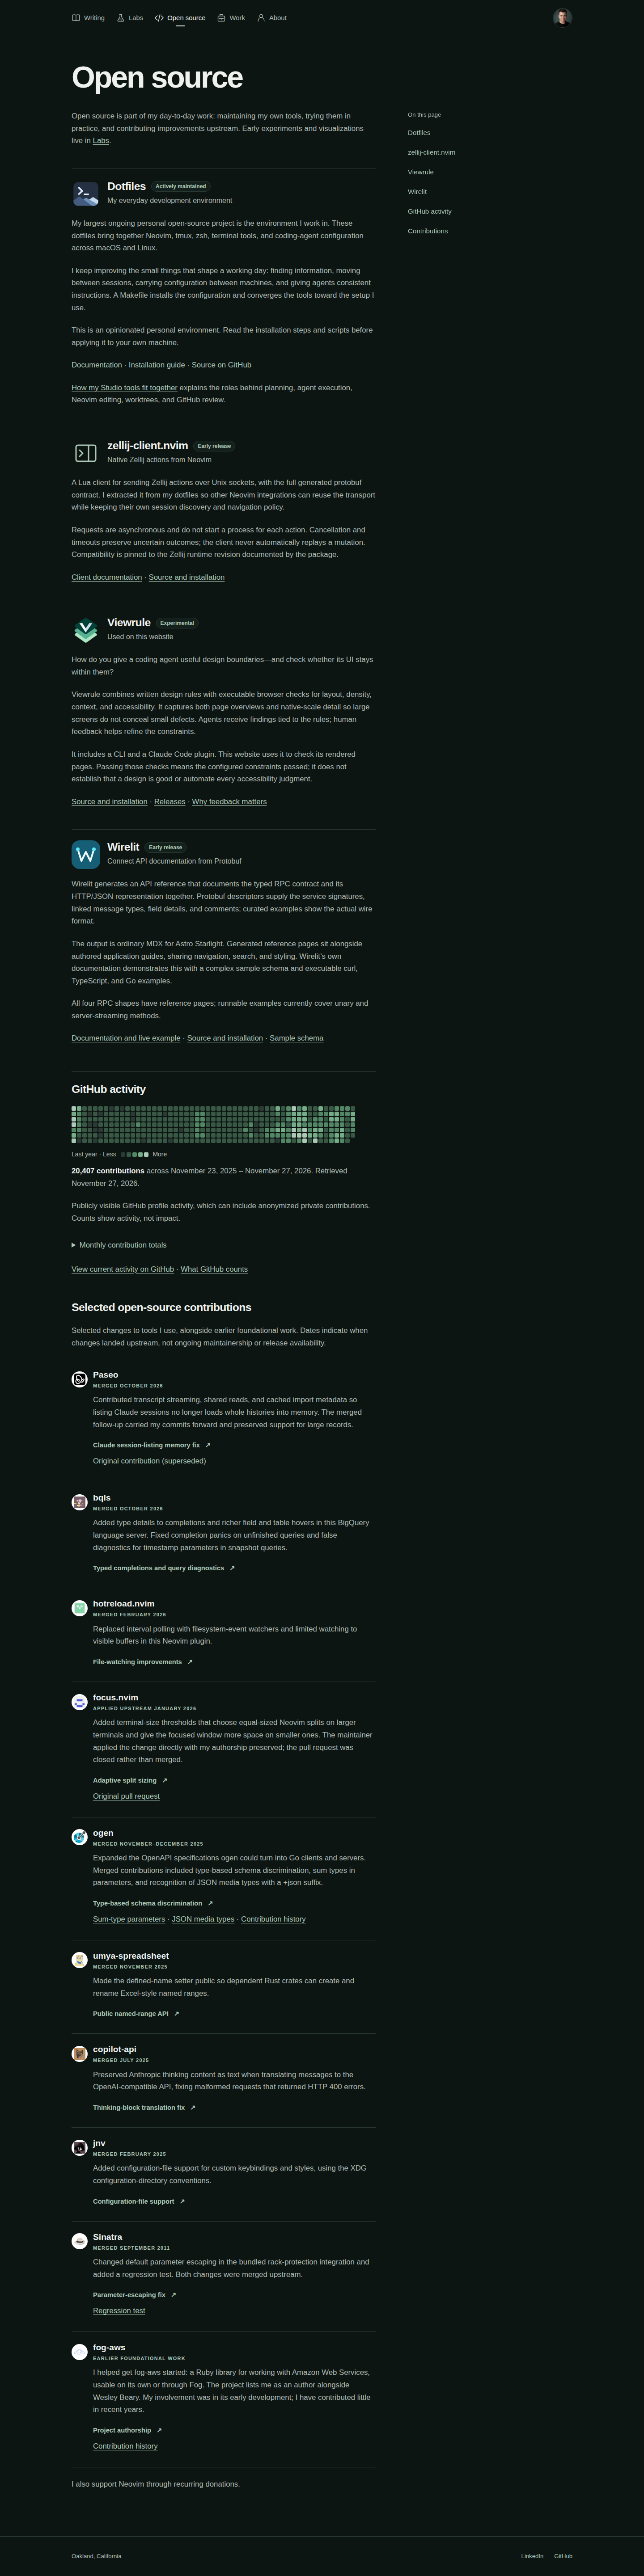 Writing
Labs
Open source
Work
About
Open source
Open source is part of my day-to-day work: maintaining my own tools, trying them in
practice, and contributing improvements upstream. Early experiments and visualizations
live in Labs.
On this page
Dotfiles
zellij-client.nvim
Viewrule
Wirelit
GitHub activity
Contributions
Dotfiles
Actively maintained
My everyday development environment
My largest ongoing personal open-source project is the environment I work in. These
dotfiles bring together Neovim, tmux, zsh, terminal tools, and coding-agent configuration
across macOS and Linux.
I keep improving the small things that shape a working day: finding information, moving
between sessions, carrying configuration between machines, and giving agents consistent
instructions. A Makefile installs the configuration and converges the tools toward the setup I
use.
This is an opinionated personal environment. Read the installation steps and scripts before
applying it to your own machine.
Documentation · Installation guide · Source on GitHub
How my Studio tools fit together explains the roles behind planning, agent execution,
Neovim editing, worktrees, and GitHub review.
zellij-client.nvim
Early release
Native Zellij actions from Neovim
A Lua client for sending Zellij actions over Unix sockets, with the full generated protobuf
contract. I extracted it from my dotfiles so other Neovim integrations can reuse the transport
while keeping their own session discovery and navigation policy.
Requests are asynchronous and do not start a process for each action. Cancellation and
timeouts preserve uncertain outcomes; the client never automatically replays a mutation.
Compatibility is pinned to the Zellij runtime revision documented by the package.
Client documentation · Source and installation
Viewrule
Experimental
Used on this website
How do you give a coding agent useful design boundaries—and check whether its UI stays
within them?
Viewrule combines written design rules with executable browser checks for layout, density,
context, and accessibility. It captures both page overviews and native-scale detail so large
screens do not conceal small defects. Agents receive findings tied to the rules; human
feedback helps refine the constraints.
It includes a CLI and a Claude Code plugin. This website uses it to check its rendered
pages. Passing those checks means the configured constraints passed; it does not
establish that a design is good or automate every accessibility judgment.
Source and installation · Releases · Why feedback matters
Wirelit
Early release
Connect API documentation from Protobuf
Wirelit generates an API reference that documents the typed RPC contract and its
HTTP/JSON representation together. Protobuf descriptors supply the service signatures,
linked message types, field details, and comments; curated examples show the actual wire
format.
The output is ordinary MDX for Astro Starlight. Generated reference pages sit alongside
authored application guides, sharing navigation, search, and styling. Wirelit's own
documentation demonstrates this with a complex sample schema and executable curl,
TypeScript, and Go examples.
All four RPC shapes have reference pages; runnable examples currently cover unary and
server-streaming methods.
Documentation and live example · Source and installation · Sample schema
GitHub activity
Last year · Less
More
20,407 contributions across November 23, 2025 – November 27, 2026. Retrieved
November 27, 2026.
Publicly visible GitHub profile activity, which can include anonymized private contributions.
Counts show activity, not impact.
Monthly contribution totals
View current activity on GitHub · What GitHub counts
Selected open-source contributions
Selected changes to tools I use, alongside earlier foundational work. Dates indicate when
changes landed upstream, not ongoing maintainership or release availability.
Paseo
MERGED OCTOBER 2026
Contributed transcript streaming, shared reads, and cached import metadata so
listing Claude sessions no longer loads whole histories into memory. The merged
follow-up carried my commits forward and preserved support for large records.
Claude session-listing memory fix ↗
Original contribution (superseded)
bqls
MERGED OCTOBER 2026
Added type details to completions and richer field and table hovers in this BigQuery
language server. Fixed completion panics on unfinished queries and false
diagnostics for timestamp parameters in snapshot queries.
Typed completions and query diagnostics ↗
hotreload.nvim
MERGED FEBRUARY 2026
Replaced interval polling with filesystem-event watchers and limited watching to
visible buffers in this Neovim plugin.
File-watching improvements ↗
focus.nvim
APPLIED UPSTREAM JANUARY 2026
Added terminal-size thresholds that choose equal-sized Neovim splits on larger
terminals and give the focused window more space on smaller ones. The maintainer
applied the change directly with my authorship preserved; the pull request was
closed rather than merged.
Adaptive split sizing ↗
Original pull request
ogen
MERGED NOVEMBER–DECEMBER 2025
Expanded the OpenAPI specifications ogen could turn into Go clients and servers.
Merged contributions included type-based schema discrimination, sum types in
parameters, and recognition of JSON media types with a +json suffix.
Type-based schema discrimination ↗
Sum-type parameters · JSON media types · Contribution history
umya-spreadsheet
MERGED NOVEMBER 2025
Made the defined-name setter public so dependent Rust crates can create and
rename Excel-style named ranges.
Public named-range API ↗
copilot-api
MERGED JULY 2025
Preserved Anthropic thinking content as text when translating messages to the
OpenAI-compatible API, fixing malformed requests that returned HTTP 400 errors.
Thinking-block translation fix ↗
jnv
MERGED FEBRUARY 2025
Added configuration-file support for custom keybindings and styles, using the XDG
configuration-directory conventions.
Configuration-file support ↗
Sinatra
MERGED SEPTEMBER 2011
Changed default parameter escaping in the bundled rack-protection integration and
added a regression test. Both changes were merged upstream.
Parameter-escaping fix ↗
Regression test
fog-aws
EARLIER FOUNDATIONAL WORK
I helped get fog-aws started: a Ruby library for working with Amazon Web Services,
usable on its own or through Fog. The project lists me as an author alongside
Wesley Beary. My involvement was in its early development; I have contributed little
in recent years.
Project authorship ↗
Contribution history
I also support Neovim through recurring donations.
Oakland, California
LinkedIn
GitHub